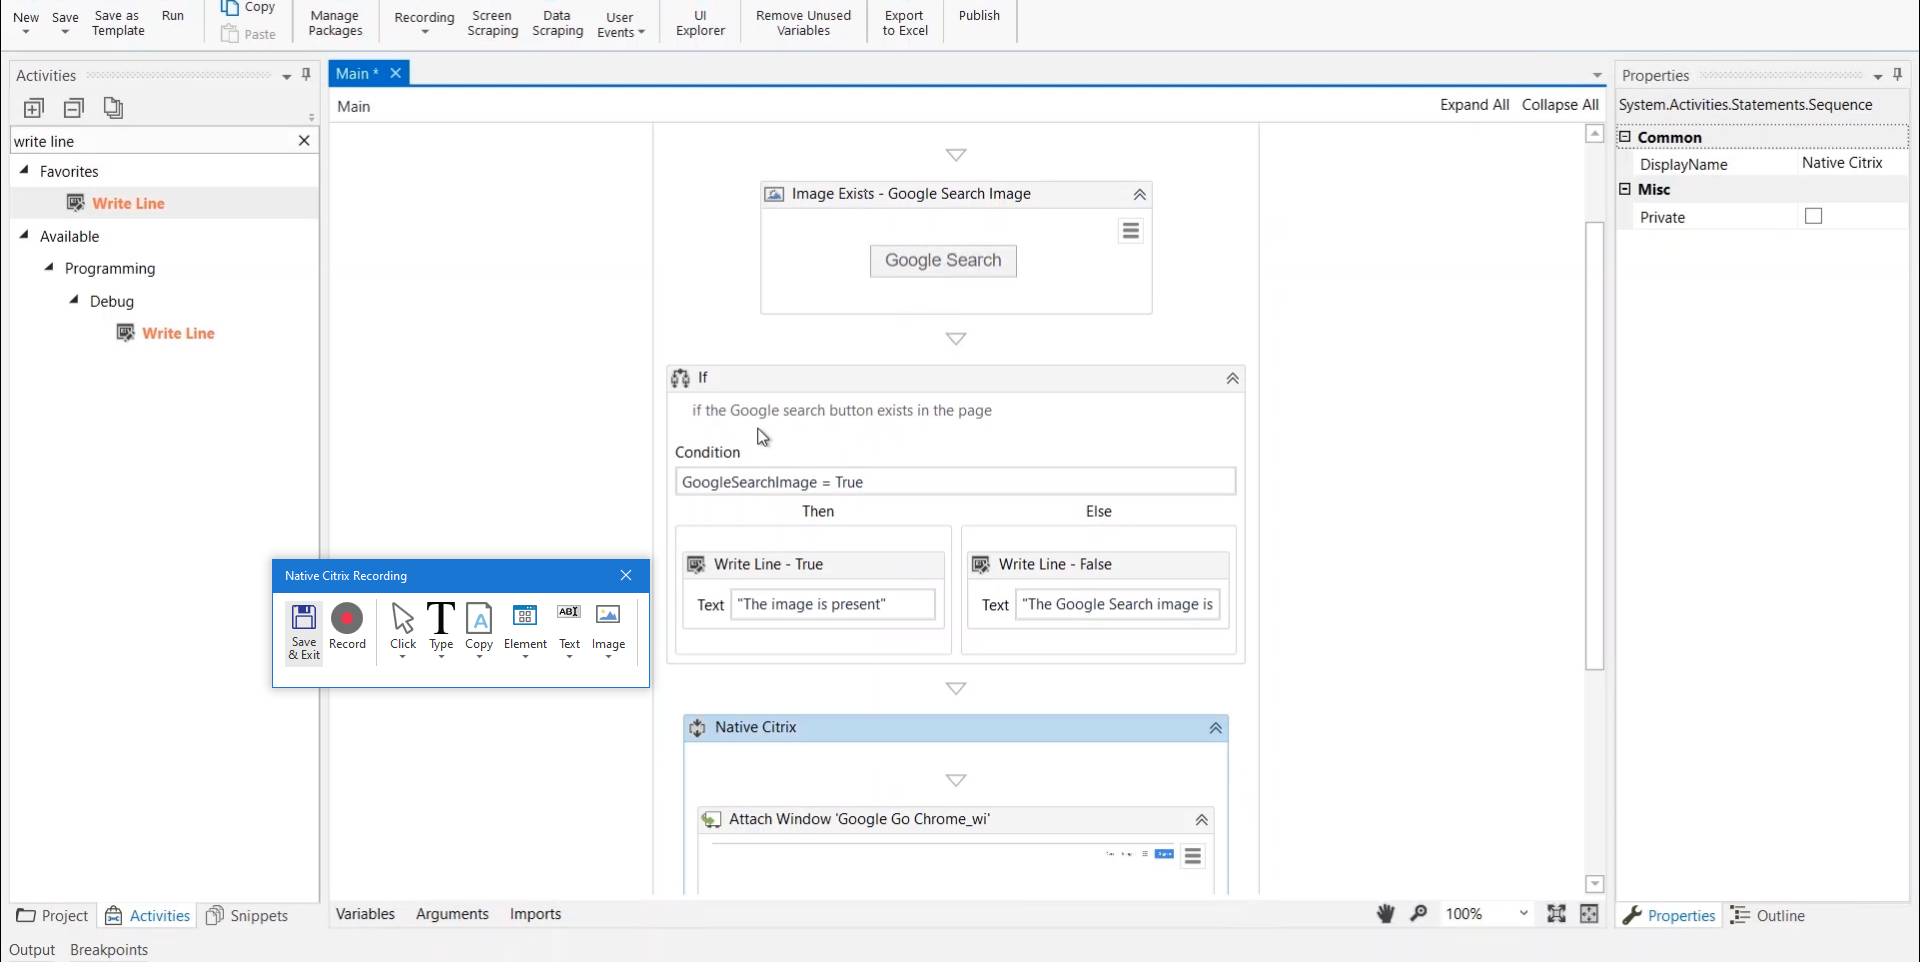 New
Save
Save as
Template
Run
Copy
Paste
Manage
Packages
Recording
Screen
Scraping
Data
Scraping
User
Events
UI
Explorer
Remove Unused
Variables
Export
to Excel
Publish
Activities
write line
Favorites
Write Line
Available
Programming
Debug
Write Line
Main *
Main
Expand All
Collapse All
Image Exists - Google Search Image
Google Search
If
if the Google search button exists in the page
Condition
GoogleSearchImage = True
Then
Else
Write Line - True
Text
"The image is present"
Write Line - False
Text
"The Google Search image is
Native Citrix Recording
Save
& Exit
Record
Click
Type
Copy
Element
Text
Image
Native Citrix
Attach Window 'Google Go Chrome_wi'
Properties
System.Activities.Statements.Sequence
Common
DisplayName
Native Citrix
Misc
Private
Project
Activities
Snippets
Variables
Arguments
Imports
100%
Properties
Outline
Output
Breakpoints